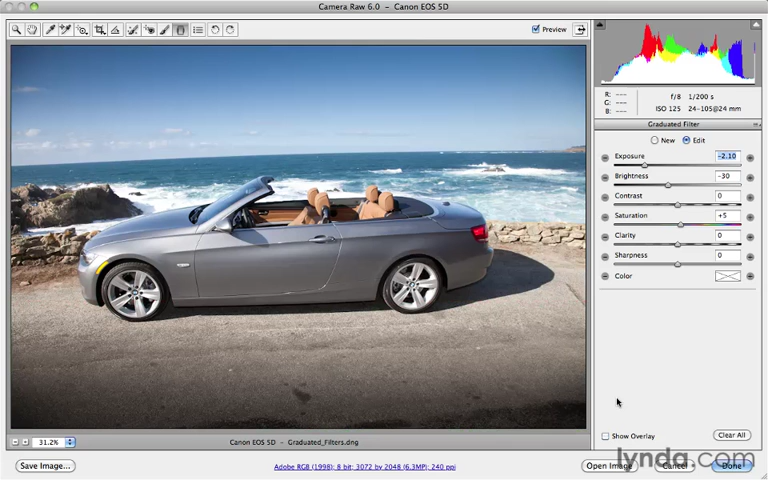 Camera Raw 6.0 - Canon EOS 5D
Preview
R: ---
G: ---
B: ---
f/8 1/200 s
ISO 125 24-105@24 mm
Graduated Filter
New Edit
Exposure -2.10
Brightness -30
Contrast 0
Saturation +5
Clarity 0
Sharpness 0
Color
Show Overlay
Clear All
31.2%
Canon EOS 5D - Graduated_Filters.dng
Save Image...
Adobe RGB (1998); 8 bit; 3072 by 2048 (6.3MP); 240 ppi
Open Image
Cancel
Done
lynda.com